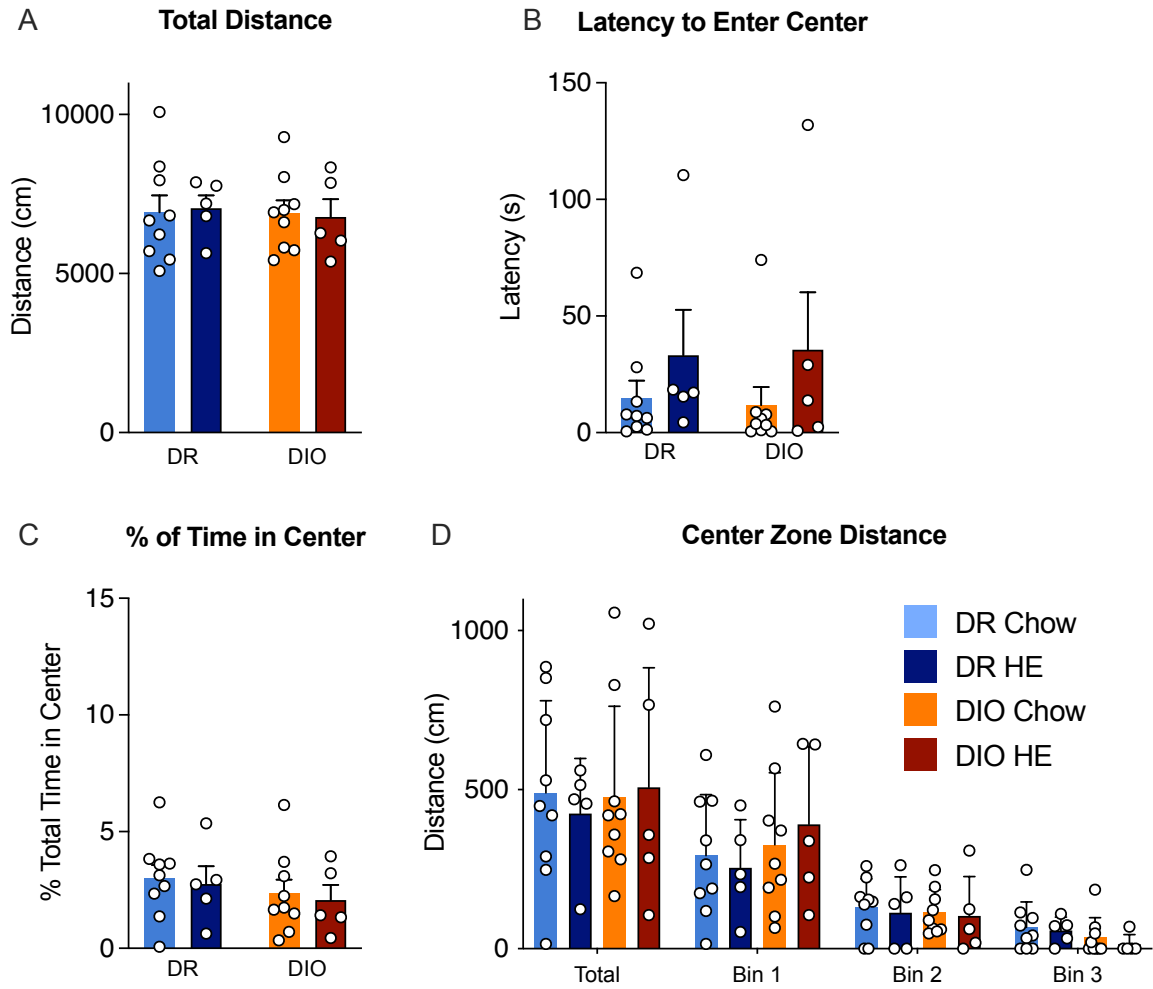 A
Total Distance
Distance (cm)
10000
5000
0
DR
DIO
B
Latency to Enter Center
Latency (s)
150
100
50
0
DR
DIO
C
% of Time in Center
% Total Time in Center
15
10
5
0
DR
DIO
D
Center Zone Distance
Distance (cm)
1000
500
0
Total
Bin 1
Bin 2
Bin 3
DR Chow
DR HE
DIO Chow
DIO HE